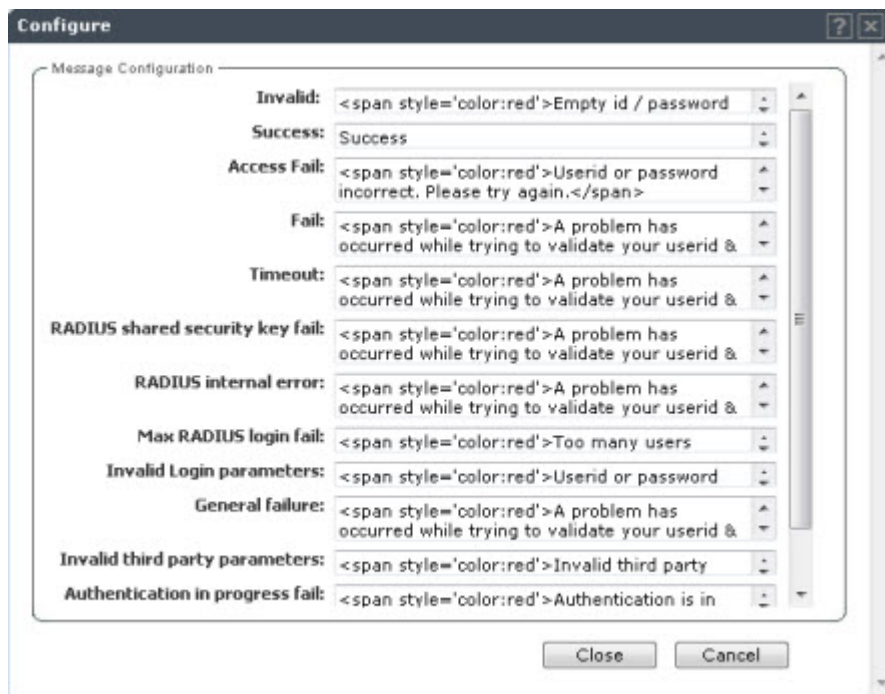 Configure
Message Configuration
Invalid: <span style='color:red'>Empty id / password
Success: Success
Access Fail: <span style='color:red'>Userid or password
incorrect. Please try again.</span>
Fail: <span style='color:red'>A problem has
occurred while trying to validate your userid &
Timeout: <span style='color:red'>A problem has
occurred while trying to validate your userid &
RADIUS shared security key fail: <span style='color:red'>A problem has
occurred while trying to validate your userid &
RADIUS internal error: <span style='color:red'>A problem has
occurred while trying to validate your userid &
Max RADIUS login fail: <span style='color:red'>Too many users
Invalid Login parameters: <span style='color:red'>Userid or password
General failure: <span style='color:red'>A problem has
occurred while trying to validate your userid &
Invalid third party parameters: <span style='color:red'>Invalid third party
Authentication in progress fail: <span style='color:red'>Authentication is in
Close Cancel